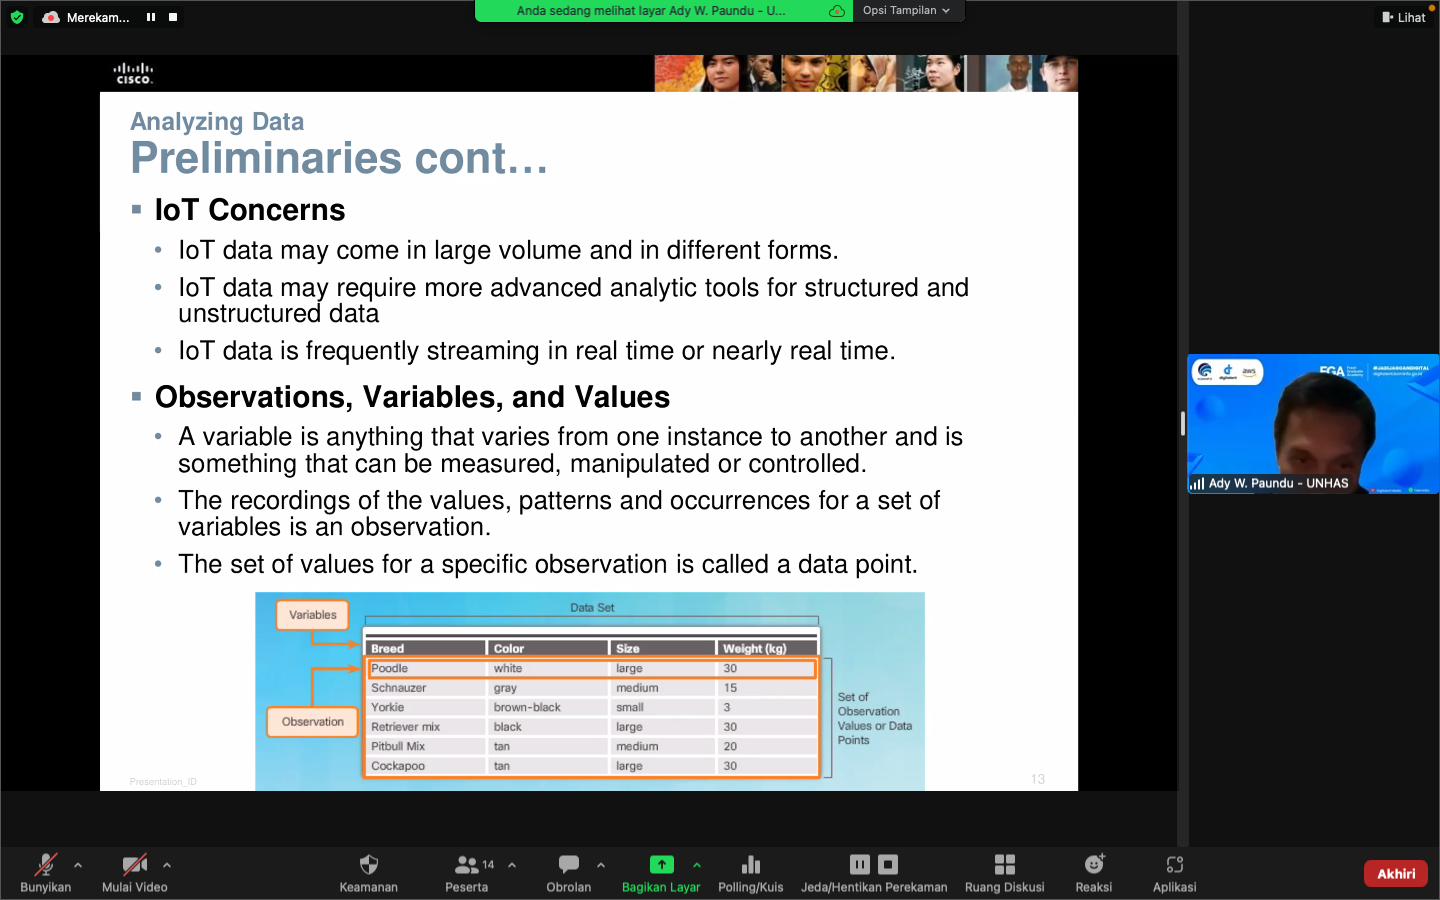 Merekam...
Anda sedang melihat layar Ady W. Paundu - U...
Opsi Tampilan
Lihat
CISCO
Analyzing Data
Preliminaries cont…
IoT Concerns
IoT data may come in large volume and in different forms.
IoT data may require more advanced analytic tools for structured and
unstructured data
IoT data is frequently streaming in real time or nearly real time.
Observations, Variables, and Values
A variable is anything that varies from one instance to another and is
something that can be measured, manipulated or controlled.
The recordings of the values, patterns and occurrences for a set of
variables is an observation.
The set of values for a specific observation is called a data point.
Variables
Data Set
Breed Color Size Weight (kg)
Poodle white large 30
Schnauzer gray medium 15
Yorkie brown-black small 3
Retriever mix black large 30
Pitbull Mix tan medium 20
Cockapoo tan large 30
Observation
Set of
Observation
Values or Data
Points
Presentation_ID
13
aws
FGA
#JADIJAGOANDIGITAL
Ady W. Paundu - UNHAS
Bunyikan
Mulai Video
Keamanan
14
Peserta
Obrolan
Bagikan Layar
Polling/Kuis
Jeda/Hentikan Perekaman
Ruang Diskusi
Reaksi
Aplikasi
Akhiri